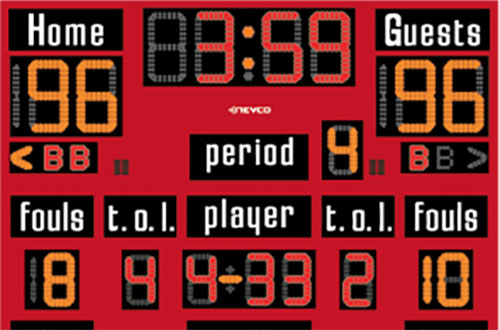 Home 3:59 Guests
96 96
NEVCO
< B B period 4 B B >
fouls t.o.l. player t.o.l. fouls
8 4 4-33 2 10